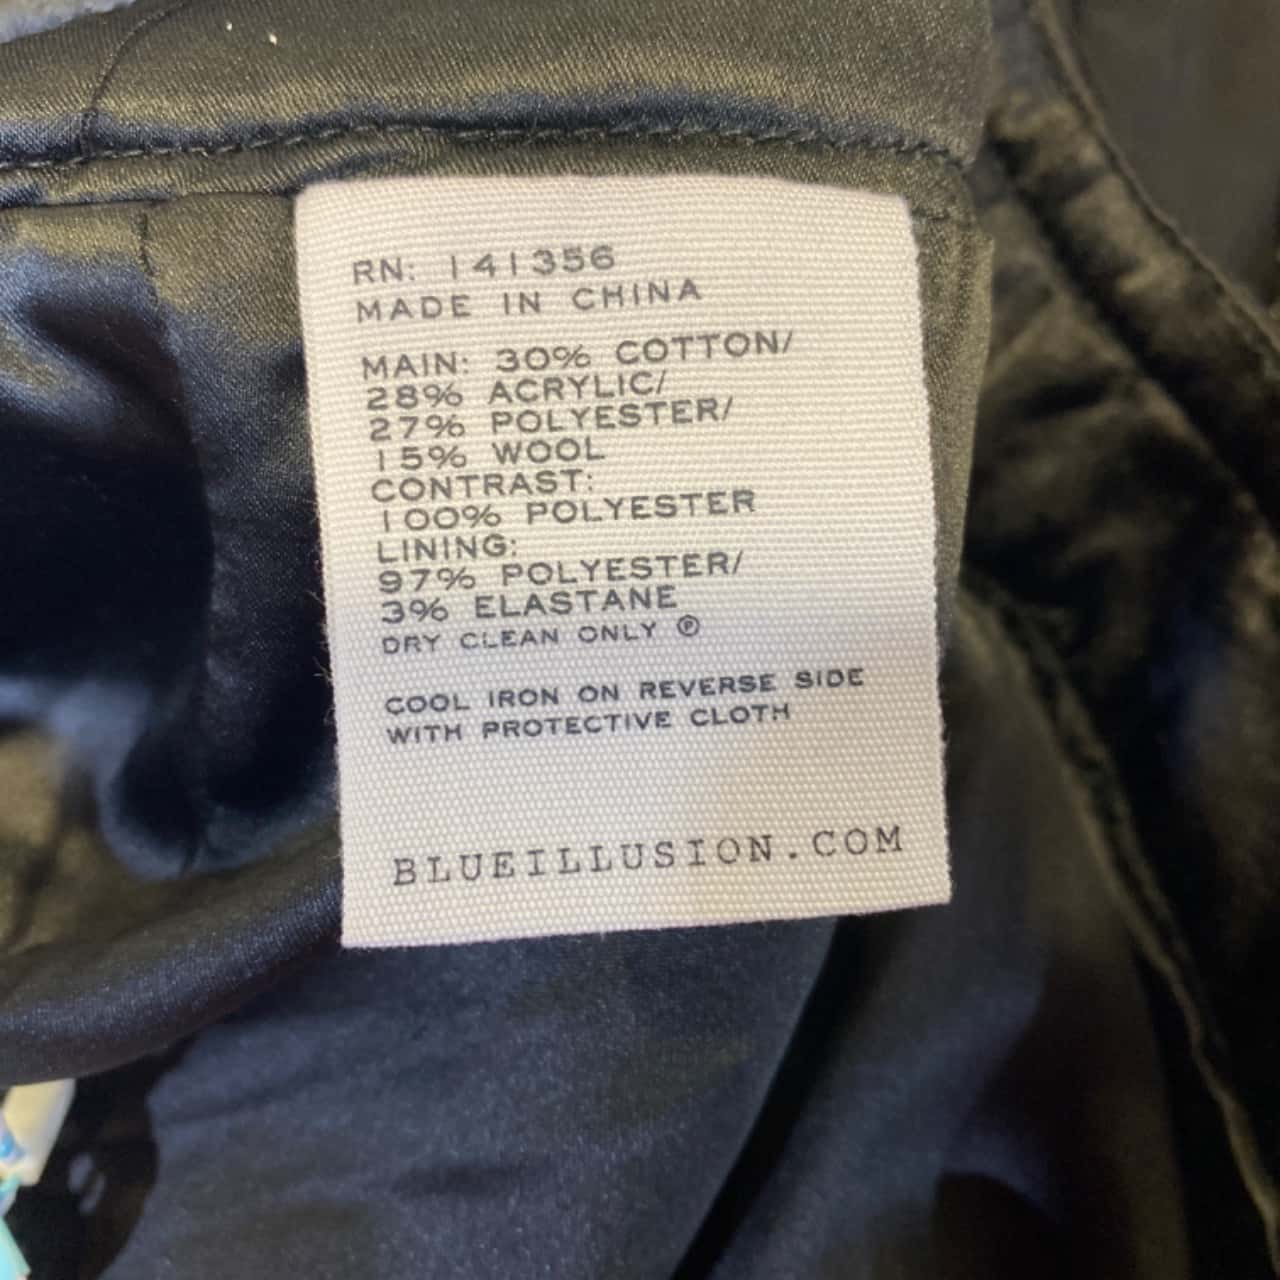 RN: 141356
MADE IN CHINA
MAIN: 30% COTTON/
28% ACRYLIC/
27% POLYESTER/
15% WOOL
CONTRAST:
100% POLYESTER
LINING:
97% POLYESTER/
3% ELASTANE
DRY CLEAN ONLY Ⓟ
COOL IRON ON REVERSE SIDE
WITH PROTECTIVE CLOTH
BLUEILLUSION.COM